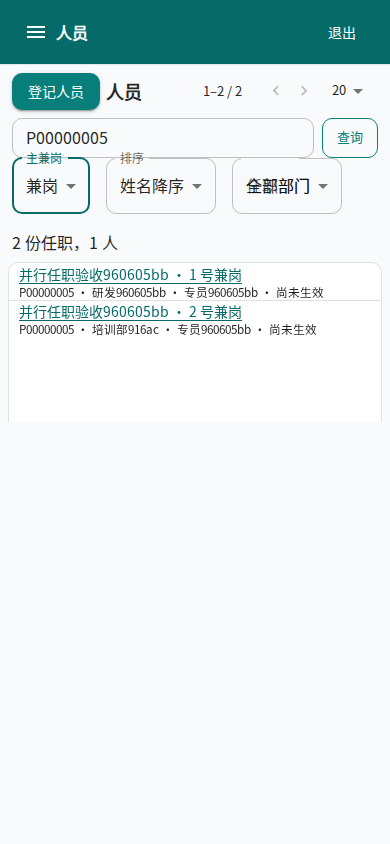 人员
退出
登记人员
人员
1–2 / 2
20
P00000005
查询
主兼岗
兼岗
排序
姓名降序
全部部门
2 份任职，1 人
并行任职验收960605bb · 1 号兼岗
P00000005 · 研发960605bb · 专员960605bb · 尚未生效
并行任职验收960605bb · 2 号兼岗
P00000005 · 培训部916ac · 专员960605bb · 尚未生效